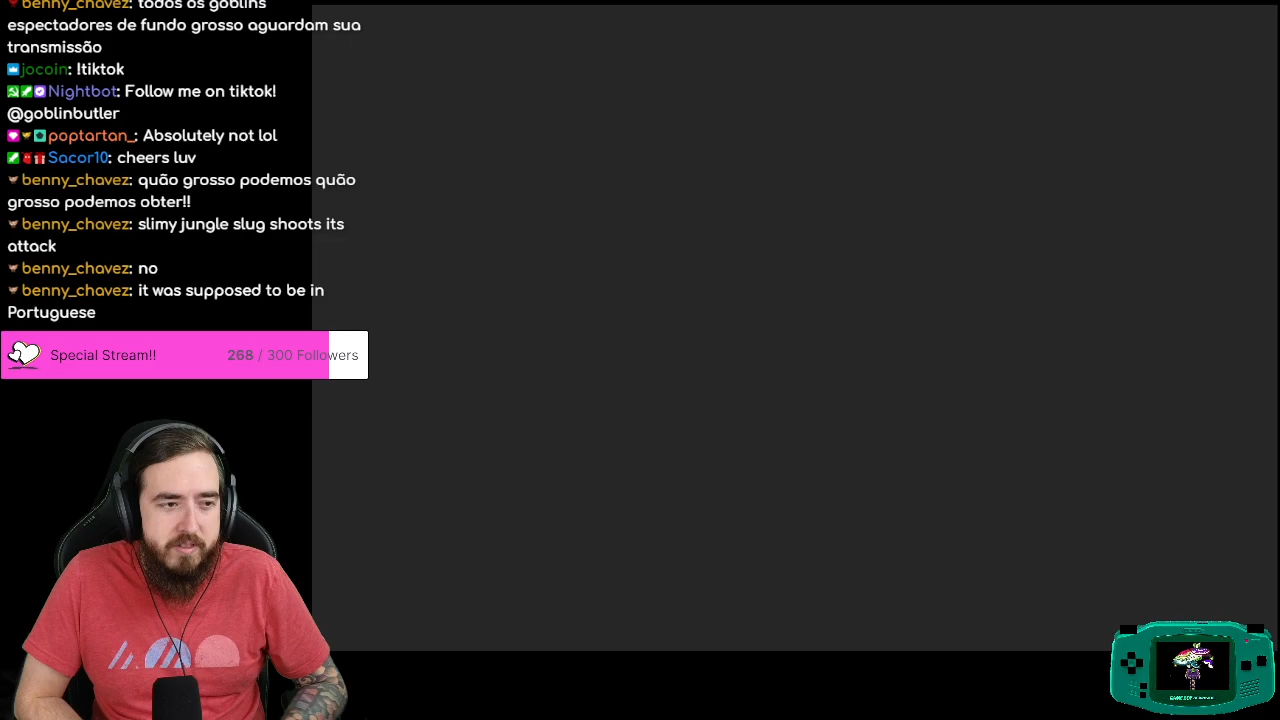 benny_chavez: todos os goblins
espectadores de fundo grosso aguardam sua
transmissão
jocoin: !tiktok
Nightbot: Follow me on tiktok!
@goblinbutler
poptartan_: Absolutely not lol
Sacor10: cheers luv
benny_chavez: quão grosso podemos quão
grosso podemos obter!!
benny_chavez: slimy jungle slug shoots its
attack
benny_chavez: no
benny_chavez: it was supposed to be in
Portuguese
Special Stream!! 268 / 300 Followers